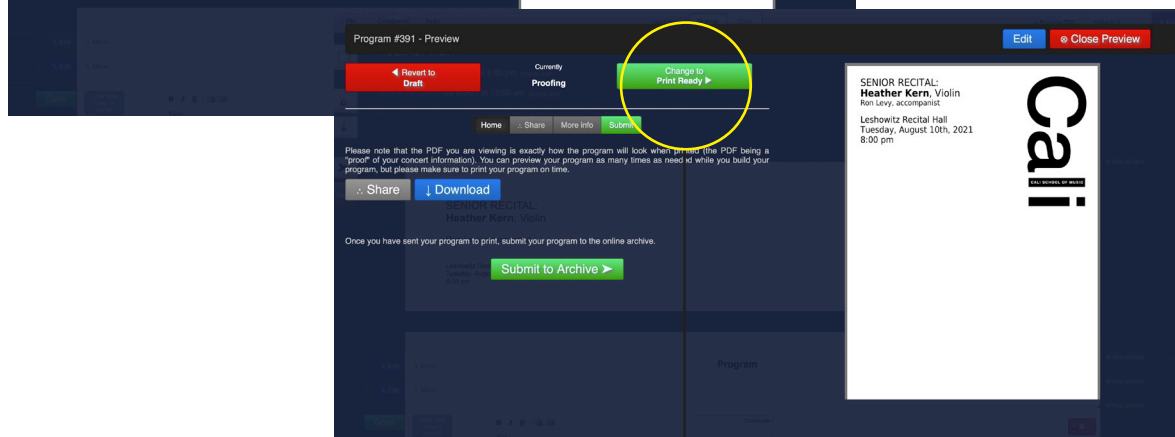 Program #391 - Preview
Edit
⊗ Close Preview
◀ Revert to
Draft
Currently
Proofing
Change to
Print Ready ▶
Home
∴ Share
More info
Submit
Please note that the PDF you are viewing is exactly how the program will look when printed (the PDF being a
"proof" of your concert information). You can preview your program as many times as needed while you build your
program, but please make sure to print your program on time.
∴ Share
↓ Download
SENIOR RECITAL:
Heather Kern, Violin
Once you have sent your program to print, submit your program to the online archive.
Submit to Archive ➤
SENIOR RECITAL:
Heather Kern, Violin
Ron Levy, accompanist
Leshowitz Recital Hall
Tuesday, August 10th, 2021
8:00 pm
Cali
CALI SCHOOL OF MUSIC
Program